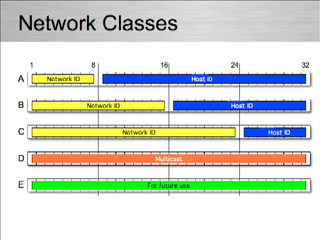 Network Classes
1 8 16 24 32
A Network ID Host ID
B Network ID Host ID
C Network ID Host ID
D Multicast
E For future use